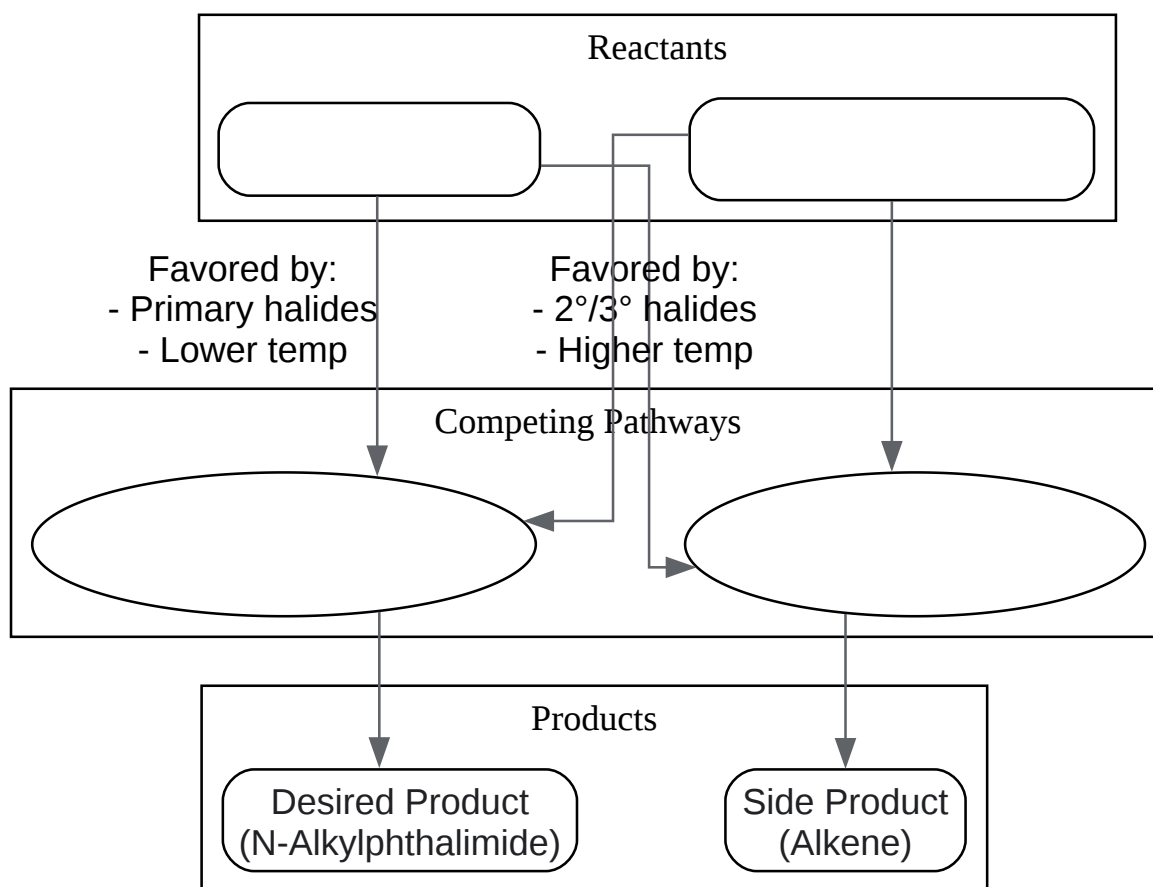 Reactants
Favored by:
- Primary halides
- Lower temp
Favored by:
- 2°/3° halides
- Higher temp
Competing Pathways
Products
Desired Product
(N-Alkylphthalimide)
Side Product
(Alkene)